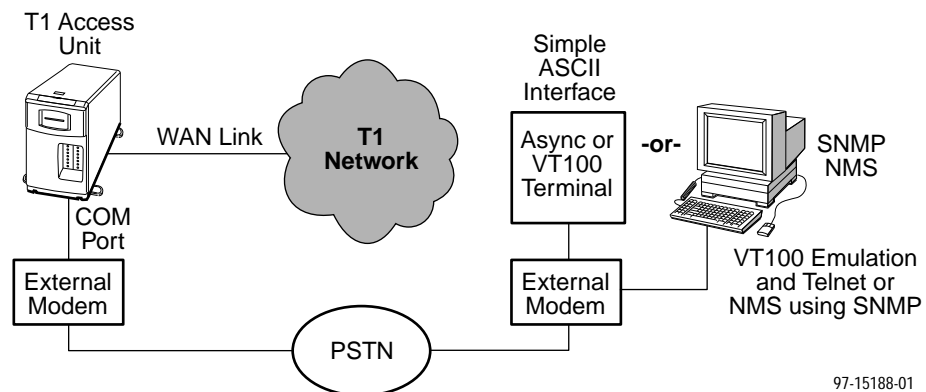 T1 Access
Unit
WAN Link
T1
Network
COM
Port
External
Modem
PSTN
Simple
ASCII
Interface
Async or
VT100
Terminal
-or-
SNMP
NMS
External
Modem
VT100 Emulation
and Telnet or
NMS using SNMP
97-15188-01